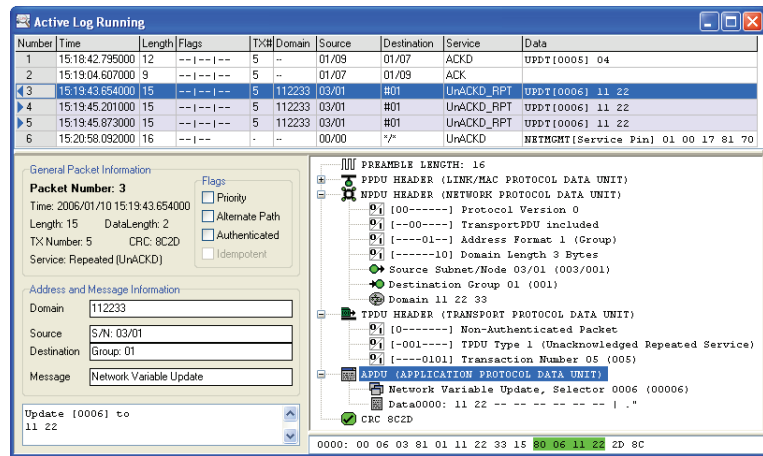 Active Log Running
Number Time Length Flags TX# Domain Source Destination Service Data
1 15:18:42.795000 12 --|--|-- 5 -- 01/09 01/07 ACKD UPDT[0005] 04
2 15:19:04.607000 9 --|--|-- 5 -- 01/07 01/09 ACK
3 15:19:43.654000 15 --|--|-- 5 112233 03/01 #01 UnACKD_RPT UPDT[0006] 11 22
4 15:19:45.201000 15 --|--|-- 5 112233 03/01 #01 UnACKD_RPT UPDT[0006] 11 22
5 15:19:45.873000 15 --|--|-- 5 112233 03/01 #01 UnACKD_RPT UPDT[0006] 11 22
6 15:20:58.092000 16 --|-- - -- 00/00 */* UnACKD NETMGMT[Service Pin] 01 00 17 81 70
General Packet Information
Packet Number: 3
Time: 2006/01/10 15:19:43.654000
Length: 15 DataLength: 2
TX Number: 5 CRC: 8C2D
Service: Repeated (UnACKD)
Flags
Priority
Alternate Path
Authenticated
Idempotent
Address and Message Information
Domain 112233
Source S/N: 03/01
Destination Group: 01
Message Network Variable Update
Update [0006] to
11 22
PREAMBLE LENGTH: 16
PPDU HEADER (LINK/MAC PROTOCOL DATA UNIT)
NPDU HEADER (NETWORK PROTOCOL DATA UNIT)
[00------] Protocol Version 0
[--00----] TransportPDU included
[----01--] Address Format 1 (Group)
[------10] Domain Length 3 Bytes
Source Subnet/Node 03/01 (003/001)
Destination Group 01 (001)
Domain 11 22 33
TPDU HEADER (TRANSPORT PROTOCOL DATA UNIT)
[0-------] Non-Authenticated Packet
[-001----] TPDU Type 1 (Unacknowledged Repeated Service)
[----0101] Transaction Number 05 (005)
APDU (APPLICATION PROTOCOL DATA UNIT)
Network Variable Update, Selector 0006 (00006)
Data0000: 11 22 -- -- -- -- -- -- | ."
CRC 8C2D
0000: 00 06 03 81 01 11 22 33 15 80 06 11 22 2D 8C